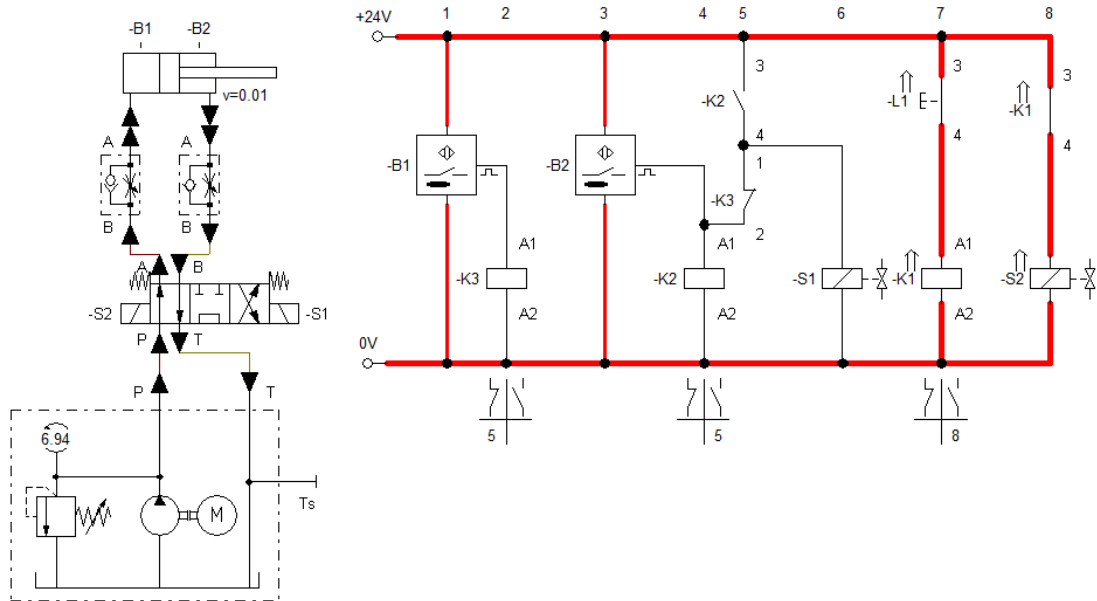 -B1 -B2
v=0.01
A A
B B
A B
-S2 -S1
P T
P T
6.94
M
Ts
1 2 3 4 5 6 7 8
+24V
3 3
-K2 -L1 3
-K1
4 4 4
-B1 -B2 1
-K3
2
A1 A1 A1
-K3 -K2 -S1 -K1 -S2
A2 A2 A2
0V
5 5 8